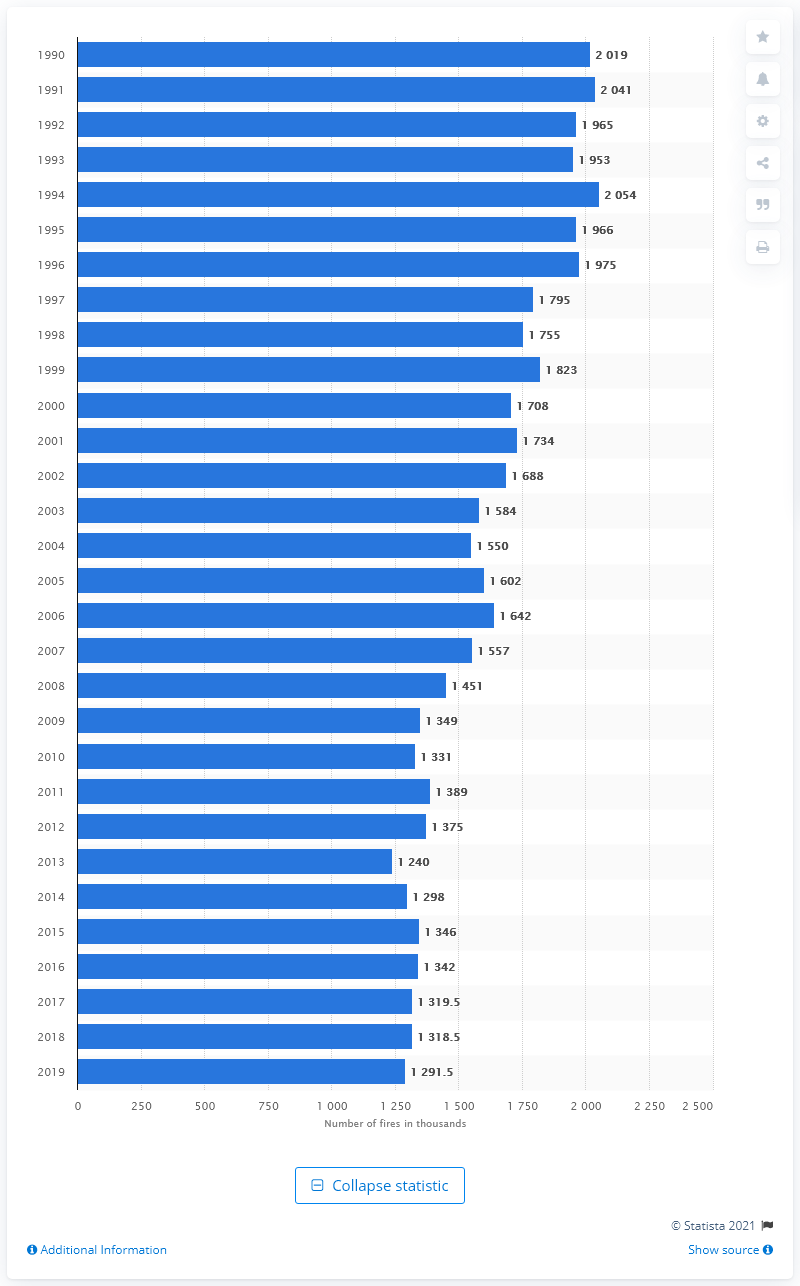 1990 2 019
1991 2 041
1992 1 965
1993 1 953
1994 2 054
1995 1 966
1996 1 975
1997 1 795
1998 1 755
1999 1 823
2000 1 708
2001 1 734
2002 1 688
2003 1 584
2004 1 550
2005 1 602
2006 1 642
2007 1 557
2008 1 451
2009 1 349
2010 1 331
2011 1 389
2012 1 375
2013 1 240
2014 1 298
2015 1 346
2016 1 342
2017 1 319.5
2018 1 318.5
2019 1 291.5
0 250 500 750 1 000 1 250 1 500 1 750 2 000 2 250 2 500
Number of fires in thousands
Collapse statistic
© Statista 2021
Additional Information Show source